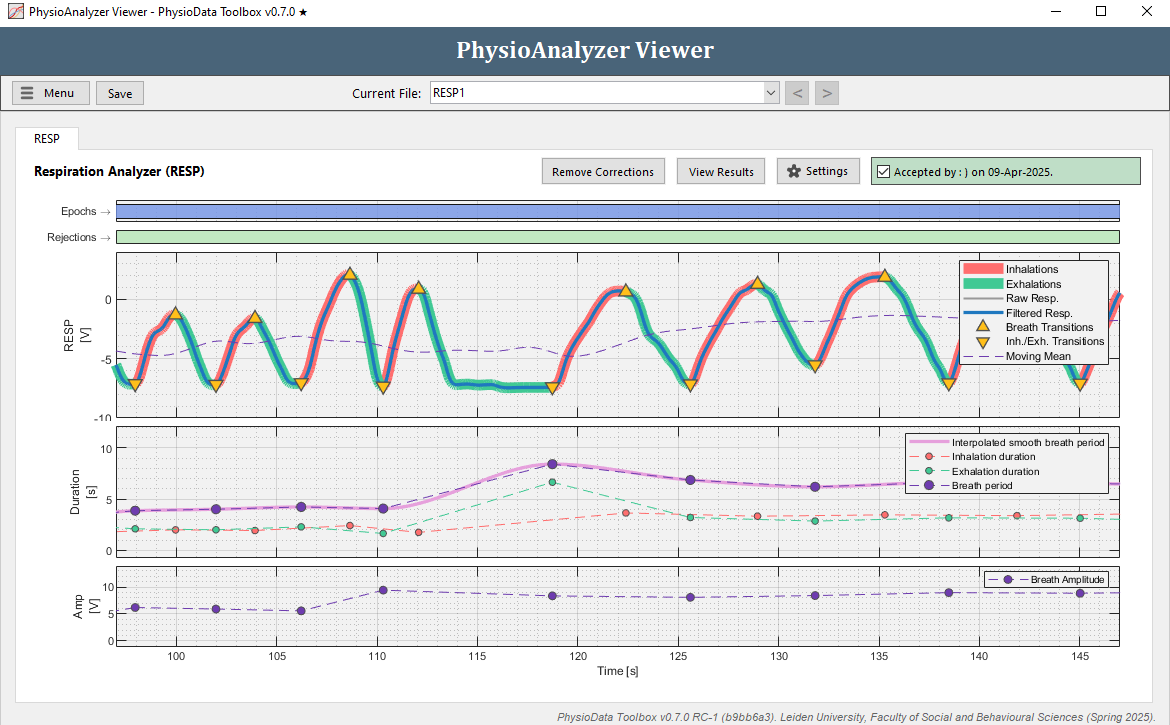 PhysioAnalyzer Viewer - PhysioData Toolbox v0.7.0 ★
PhysioAnalyzer Viewer
Menu
Save
Current File:
RESP1
<
>
RESP
Respiration Analyzer (RESP)
Remove Corrections
View Results
Settings
Accepted by : ) on 09-Apr-2025.
Epochs →
Rejections →
RESP
[V]
0
-5
-10
Inhalations
Exhalations
Raw Resp.
Filtered Resp.
Breath Transitions
Inh./Exh. Transitions
Moving Mean
Duration
[s]
10
5
0
Interpolated smooth breath period
Inhalation duration
Exhalation duration
Breath period
Amp
[V]
10
5
0
Breath Amplitude
100 105 110 115 120 125 130 135 140 145
Time [s]
PhysioData Toolbox v0.7.0 RC-1 (b9bb6a3). Leiden University, Faculty of Social and Behavioural Sciences (Spring 2025).